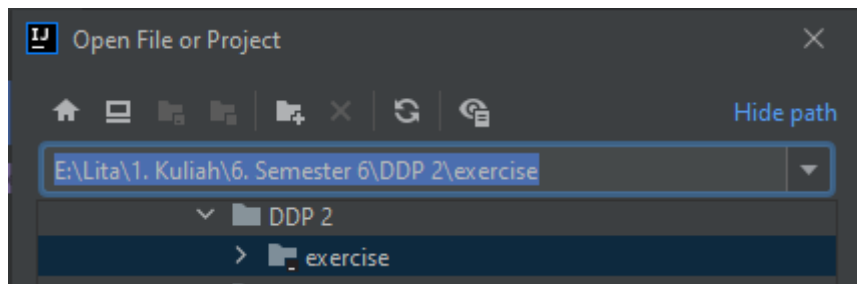 IJ Open File or Project
Hide path
E:\Lita\1. Kuliah\6. Semester 6\DDP 2\exercise
DDP 2
exercise